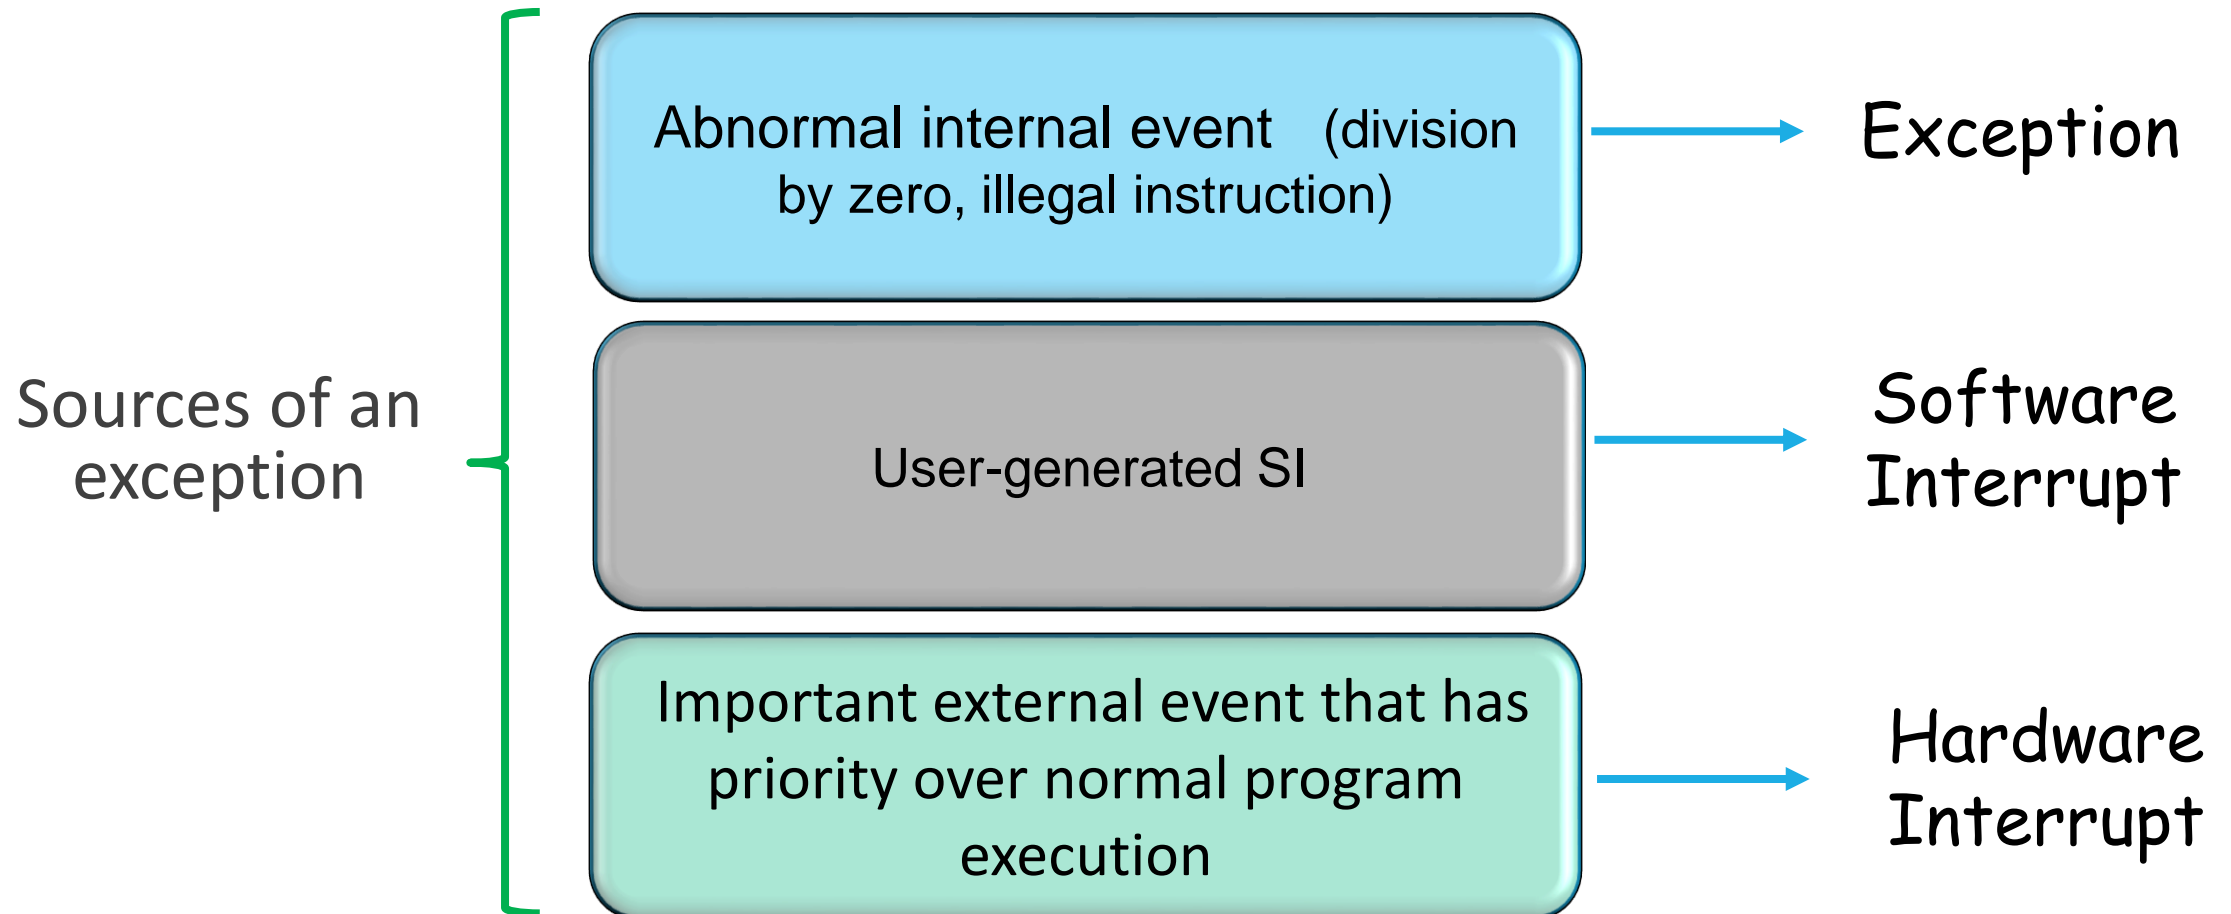 Sources of an
exception
Abnormal internal event (division
by zero, illegal instruction)
Exception
User-generated SI
Software
Interrupt
Important external event that has
priority over normal program
execution
Hardware
Interrupt